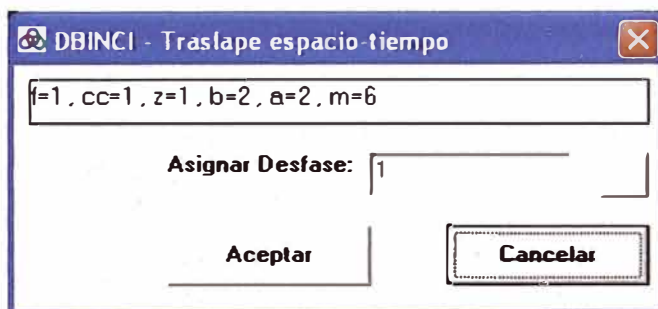 DBINCI - Traslape espacio-tiempo
f=1 , cc=1 , z=1 , b=2 , a=2 , m=6
Asignar Desfase: 1
Aceptar Cancelar